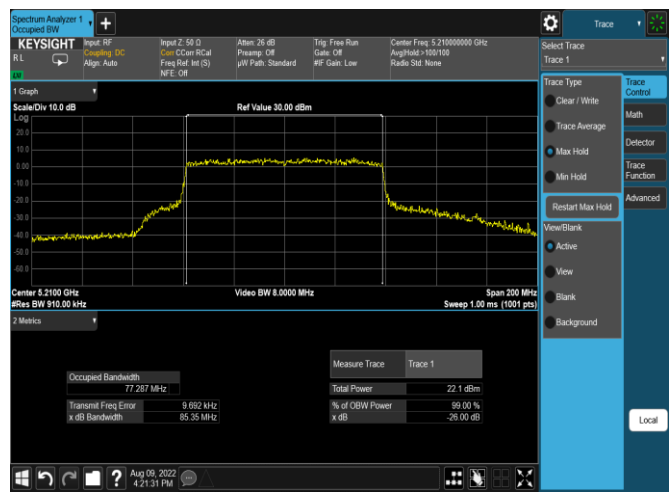 Spectrum Analyzer 1
Occupied BW
Trace
KEYSIGHT
Input: RF
Input Z: 50 Ω
Atten: 26 dB
Trig: Free Run
Center Freq: 5.210000000 GHz
R L
Coupling: DC
Corr CCorr RCal
Preamp: Off
Gate: Off
Avg|Hold:>100/100
Align: Auto
Freq Ref: Int (S)
µW Path: Standard
#IF Gain: Low
Radio Std: None
NFE: Off
LW
Select Trace
Trace 1
1 Graph
Scale/Div 10.0 dB
Ref Value 30.00 dBm
Log
20.0
10.0
0.00
-10.0
-20.0
-30.0
-40.0
-50.0
-60.0
Center 5.2100 GHz
Video BW 8.0000 MHz
Span 200 MHz
#Res BW 910.00 kHz
Sweep 1.00 ms (1001 pts)
2 Metrics
Measure Trace
Trace 1
Occupied Bandwidth
77.287 MHz
Total Power
22.1 dBm
Transmit Freq Error
9.692 kHz
% of OBW Power
99.00 %
x dB Bandwidth
85.35 MHz
x dB
-26.00 dB
Trace Type
Clear / Write
Trace Average
Max Hold
Min Hold
Restart Max Hold
View/Blank
Active
View
Blank
Background
Trace
Control
Math
Detector
Trace
Function
Advanced
Local
Aug 09, 2022
4:21:31 PM